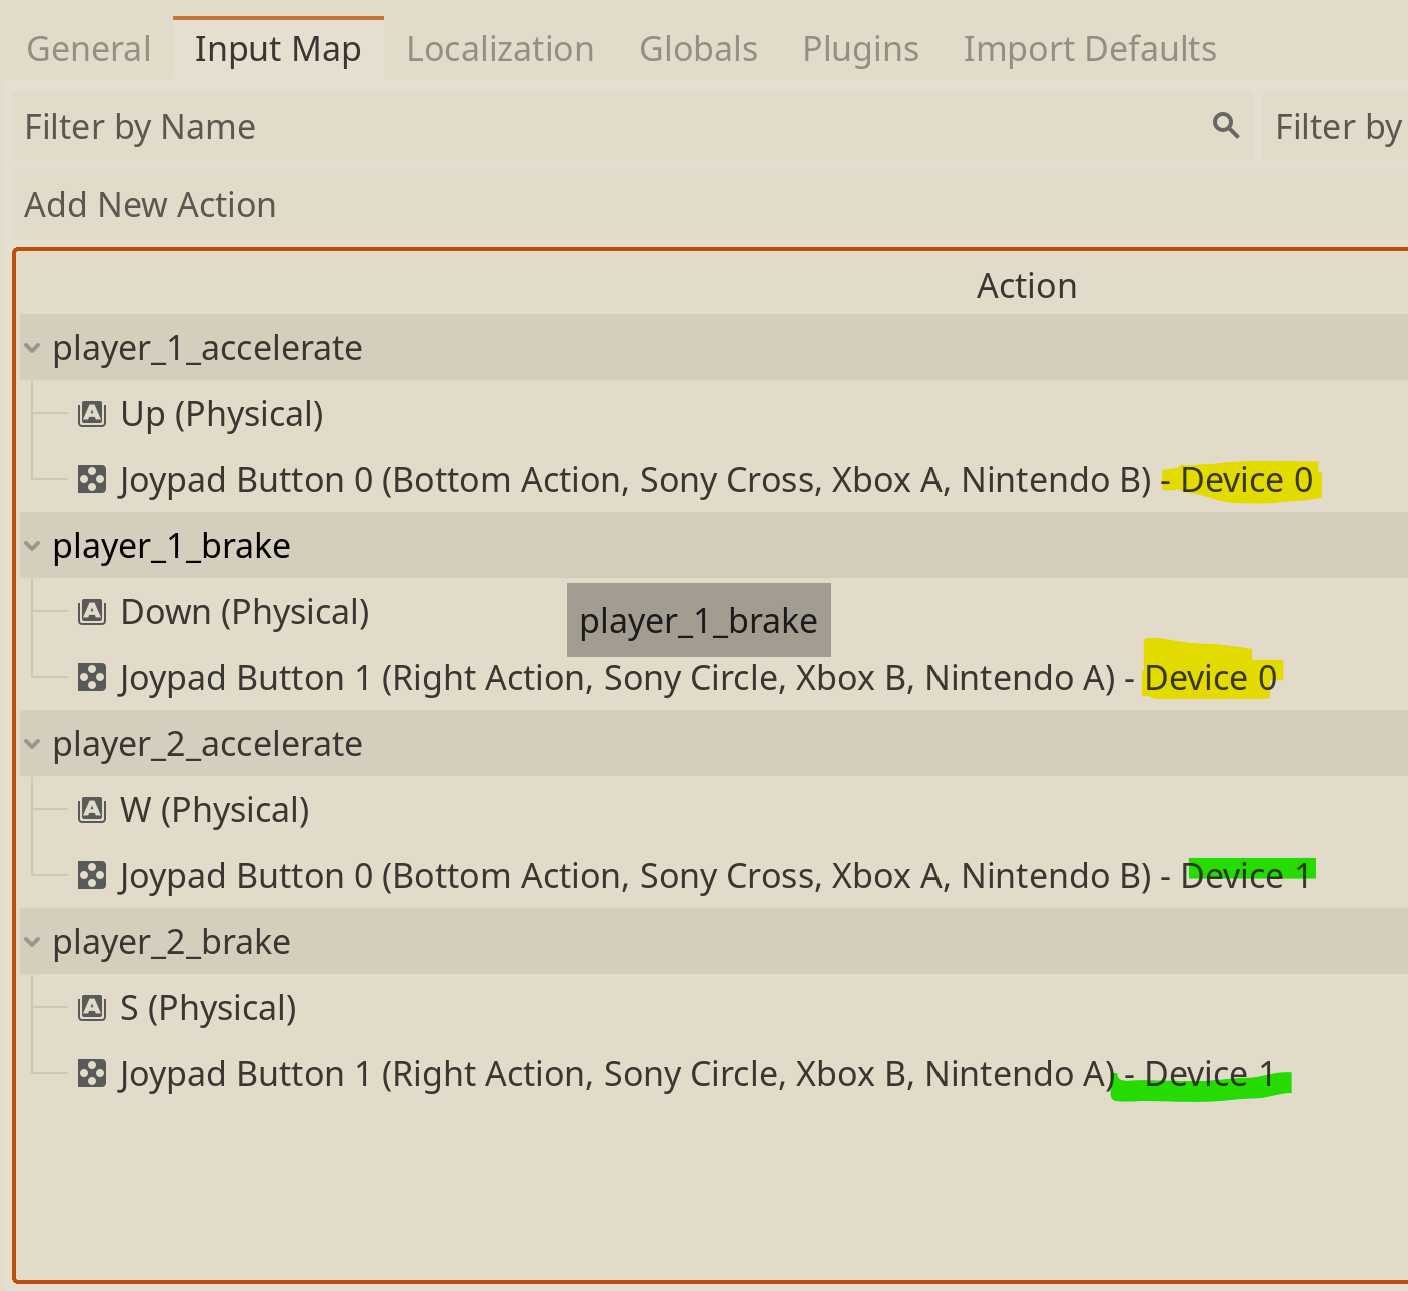 General Input Map Localization Globals Plugins Import Defaults
Filter by Name Filter by
Add New Action
Action
player_1_accelerate
Up (Physical)
Joypad Button 0 (Bottom Action, Sony Cross, Xbox A, Nintendo B) - Device 0
player_1_brake
Down (Physical)
player_1_brake
Joypad Button 1 (Right Action, Sony Circle, Xbox B, Nintendo A) - Device 0
player_2_accelerate
W (Physical)
Joypad Button 0 (Bottom Action, Sony Cross, Xbox A, Nintendo B) - Device 1
player_2_brake
S (Physical)
Joypad Button 1 (Right Action, Sony Circle, Xbox B, Nintendo A) - Device 1